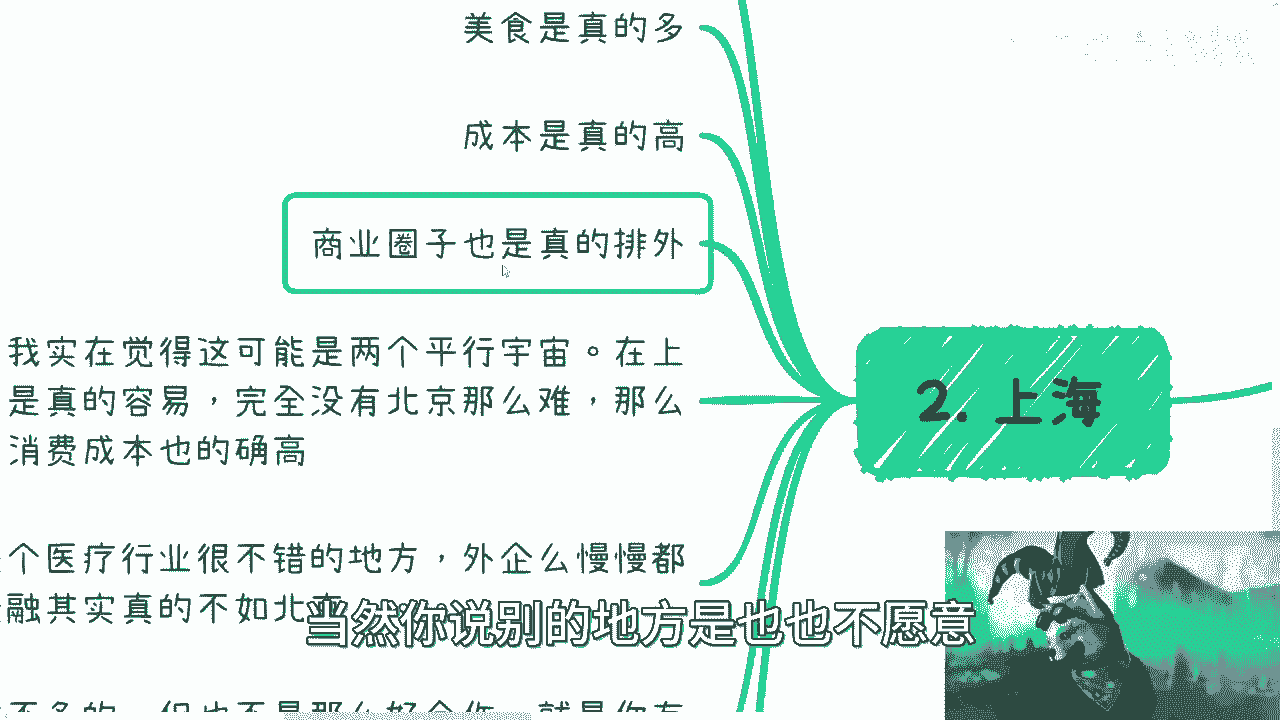 美食是真的多
成本是真的高
商业圈子也是真的排外
我实在觉得这可能是两个平行宇宙。在上
是真的容易，完全没有北京那么难，那么
消费成本也的确高
个医疗行业很不错的地方，外企么慢慢都
融其实真的不如北
2. 上海
当然你说别的地方是也也不愿意